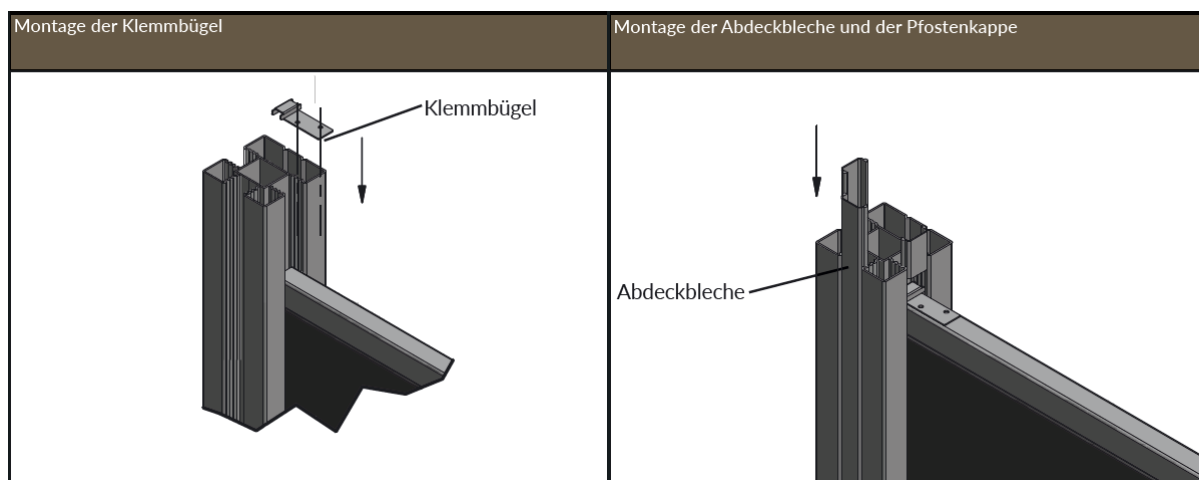 Montage der Klemmbügel
Montage der Abdeckbleche und der Pfostenkappe
Klemmbügel
Abdeckbleche